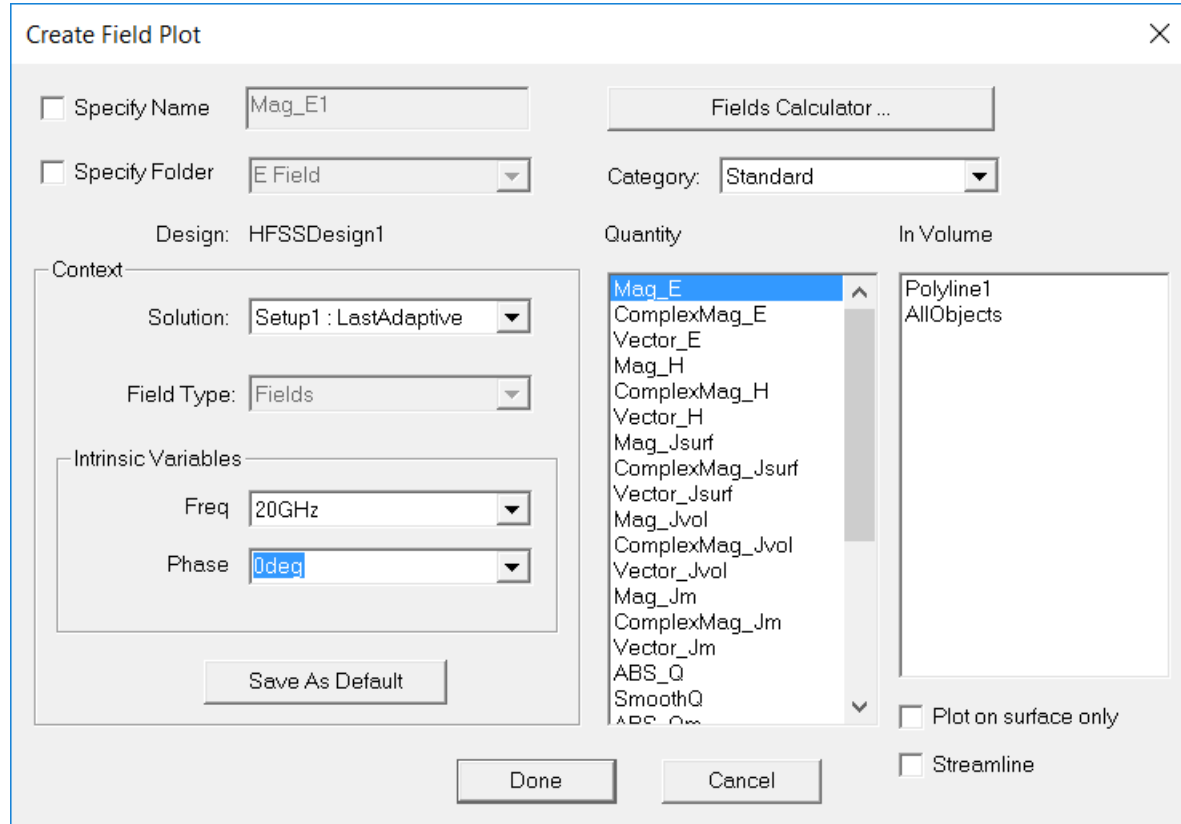 Create Field Plot
Specify Name
Mag_E1
Fields Calculator ...
Specify Folder
E Field
Category:
Standard
Design:
HFSSDesign1
Quantity
In Volume
Context
Solution:
Setup1 : LastAdaptive
Field Type:
Fields
Intrinsic Variables
Freq
20GHz
Phase
0deg
Save As Default
Mag_E
ComplexMag_E
Vector_E
Mag_H
ComplexMag_H
Vector_H
Mag_Jsurf
ComplexMag_Jsurf
Vector_Jsurf
Mag_Jvol
ComplexMag_Jvol
Vector_Jvol
Mag_Jm
ComplexMag_Jm
Vector_Jm
ABS_Q
SmoothQ
ABS_Qm
Polyline1
AllObjects
Plot on surface only
Streamline
Done
Cancel